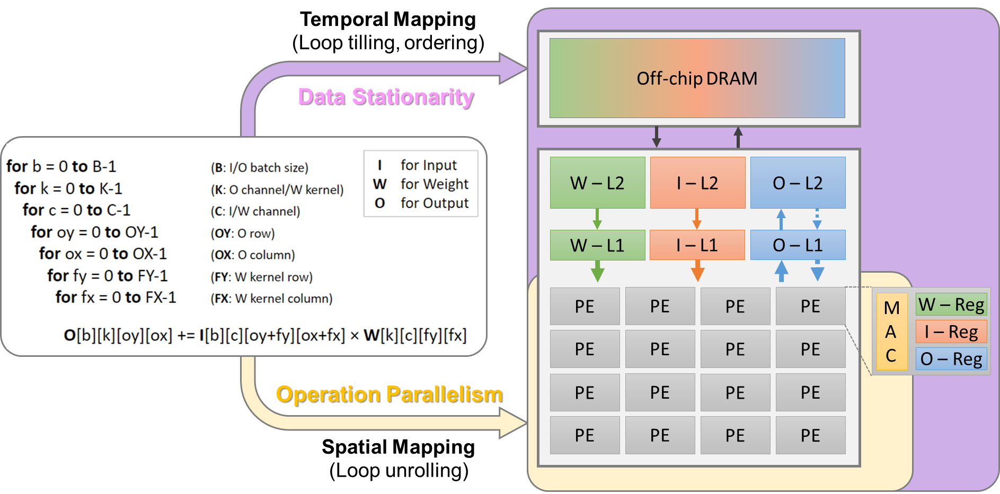 Temporal Mapping
(Loop tilling, ordering)
Data Stationarity
for b = 0 to B-1 (B: I/O batch size)
for k = 0 to K-1 (K: O channel/W kernel)
for c = 0 to C-1 (C: I/W channel)
for oy = 0 to OY-1 (OY: O row)
for ox = 0 to OX-1 (OX: O column)
for fy = 0 to FY-1 (FY: W kernel row)
for fx = 0 to FX-1 (FX: W kernel column)
I for Input
W for Weight
O for Output
O[b][k][oy][ox] += I[b][c][oy+fy][ox+fx] × W[k][c][fy][fx]
Operation Parallelism
Spatial Mapping
(Loop unrolling)
Off-chip DRAM
W – L2 I – L2 O – L2
W – L1 I – L1 O – L1
PE PE PE PE
PE PE PE PE
PE PE PE PE
PE PE PE PE
M
A
C
W – Reg
I – Reg
O – Reg